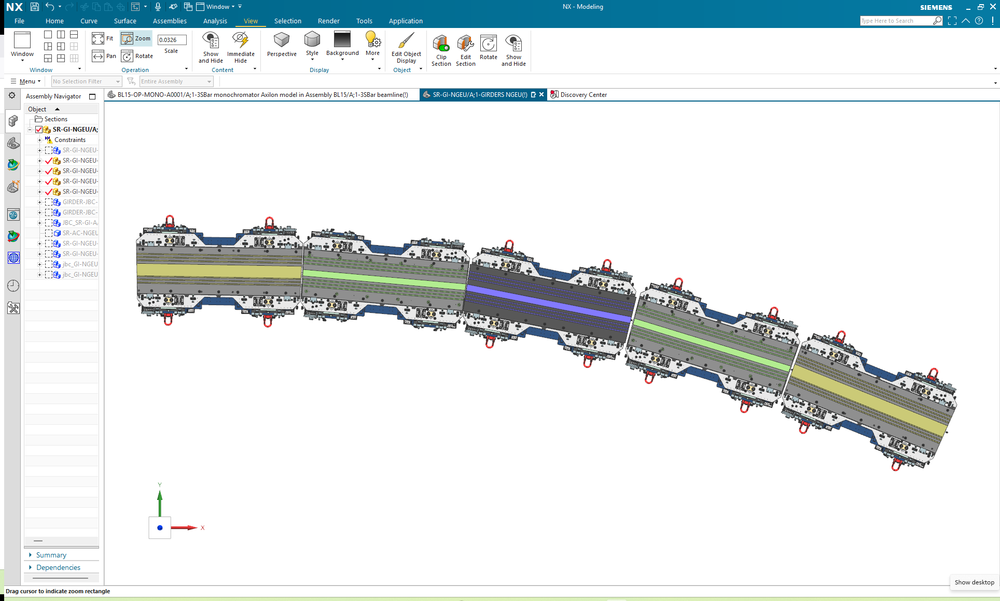 NX
Window
NX - Modeling
SIEMENS
File Home Curve Surface Assemblies Analysis View Selection Render Tools Application
Type Here to Search
Window
Fit
Pan
Zoom
Rotate
0.0326
Scale
Show and Hide
Immediate Hide
Perspective
Style
Background
More
Edit Object Display
Clip Section
Edit Section
Rotate
Show and Hide
Window Operation Content Display Object
Menu
No Selection Filter
Entire Assembly
Assembly Navigator
BL15-OP-MONO-A0001/A;1-3SBar monochromator Axilon model in Assembly BL15/A;1-3SBar beamline(!)
SR-GI-NGEU/A;1-GIRDERS NGEU(!)
Discovery Center
Object
Sections
SR-GI-NGEU/A;
Constraints
SR-GI-NGEU-
SR-GI-NGEU-
SR-GI-NGEU-
SR-GI-NGEU-
SR-GI-NGEU-
GIRDER-JBC-
GIRDER-JBC-
JBC_SR-GI-A
SR-AC-NGEU
SR-GI-NGEU-
SR-GI-NGEU-
jbc_GI-NGEU
jbc_GI-NGEU
Y
X
Summary
Dependencies
Show desktop
Drag cursor to indicate zoom rectangle